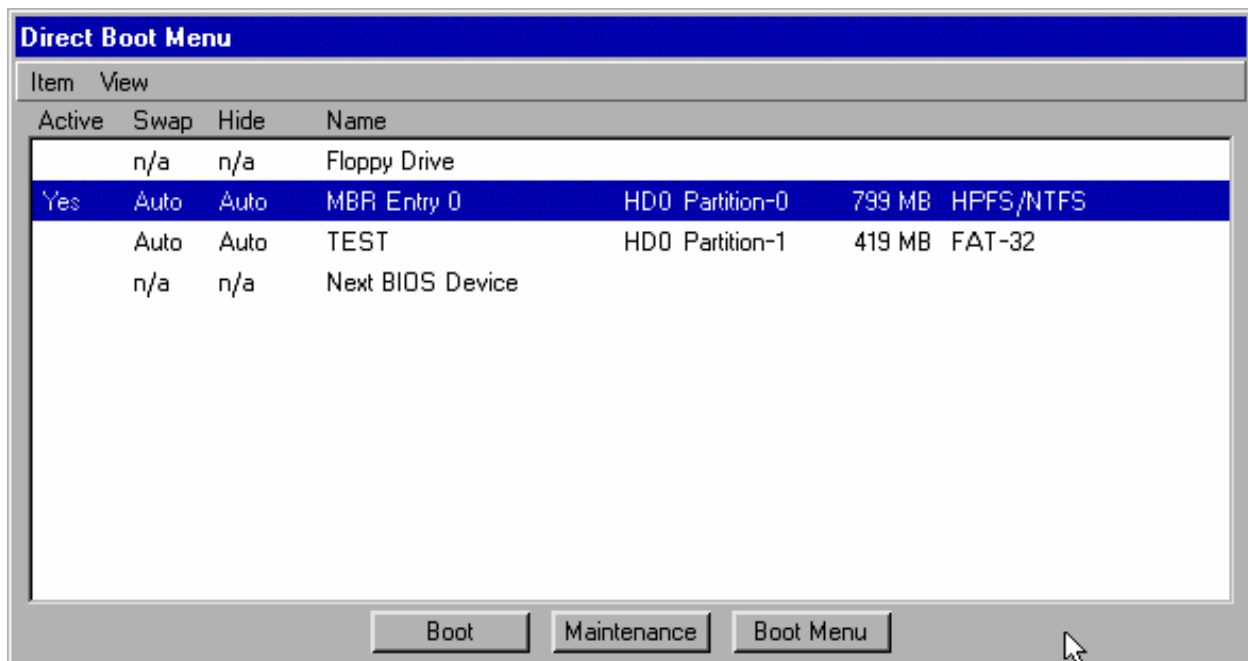 Direct Boot Menu
Item View
Active Swap Hide Name
n/a n/a Floppy Drive
Yes Auto Auto MBR Entry 0 HD0 Partition-0 799 MB HPFS/NTFS
Auto Auto TEST HD0 Partition-1 419 MB FAT-32
n/a n/a Next BIOS Device
Boot Maintenance Boot Menu